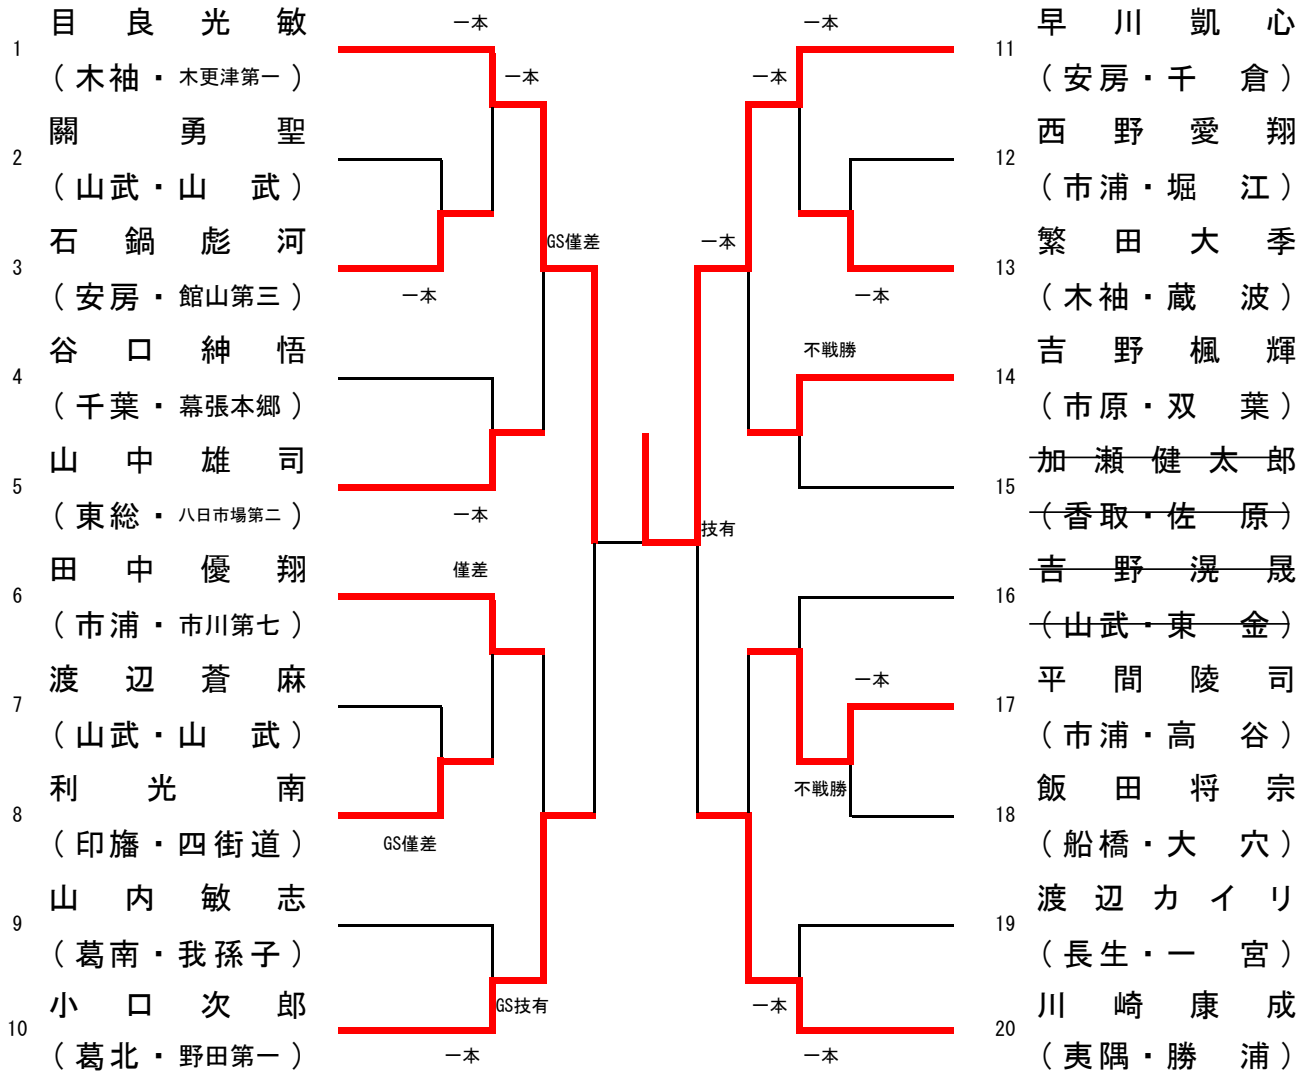 目良光敏
1
(木袖・木更津第一)
關勇聖
2
(山武・山武)
石鍋彪河
3
(安房・館山第三)
谷口紳悟
4
(千葉・幕張本郷)
山中雄司
5
(東総・八日市場第二)
田中優翔
6
(市浦・市川第七)
渡辺蒼麻
7
(山武・山武)
利光南
8
(印旛・四街道)
山内敏志
9
(葛南・我孫子)
小口次郎
10
(葛北・野田第一)
一本
一本
GS僅差
一本
一本
僅差
GS僅差
GS技有
一本
一本
一本
一本
一本
不戦勝
技有
一本
不戦勝
一本
一本
早川凱心
11
(安房・千倉)
西野愛翔
12
(市浦・堀江)
繁田大季
13
(木袖・蔵波)
吉野楓輝
14
(市原・双葉)
加瀬健太郎
15
(香取・佐原)
吉野滉晟
16
(山武・東金)
平間陵司
17
(市浦・高谷)
飯田将宗
18
(船橋・大穴)
渡辺カイリ
19
(長生・一宮)
川崎康成
20
(夷隅・勝浦)